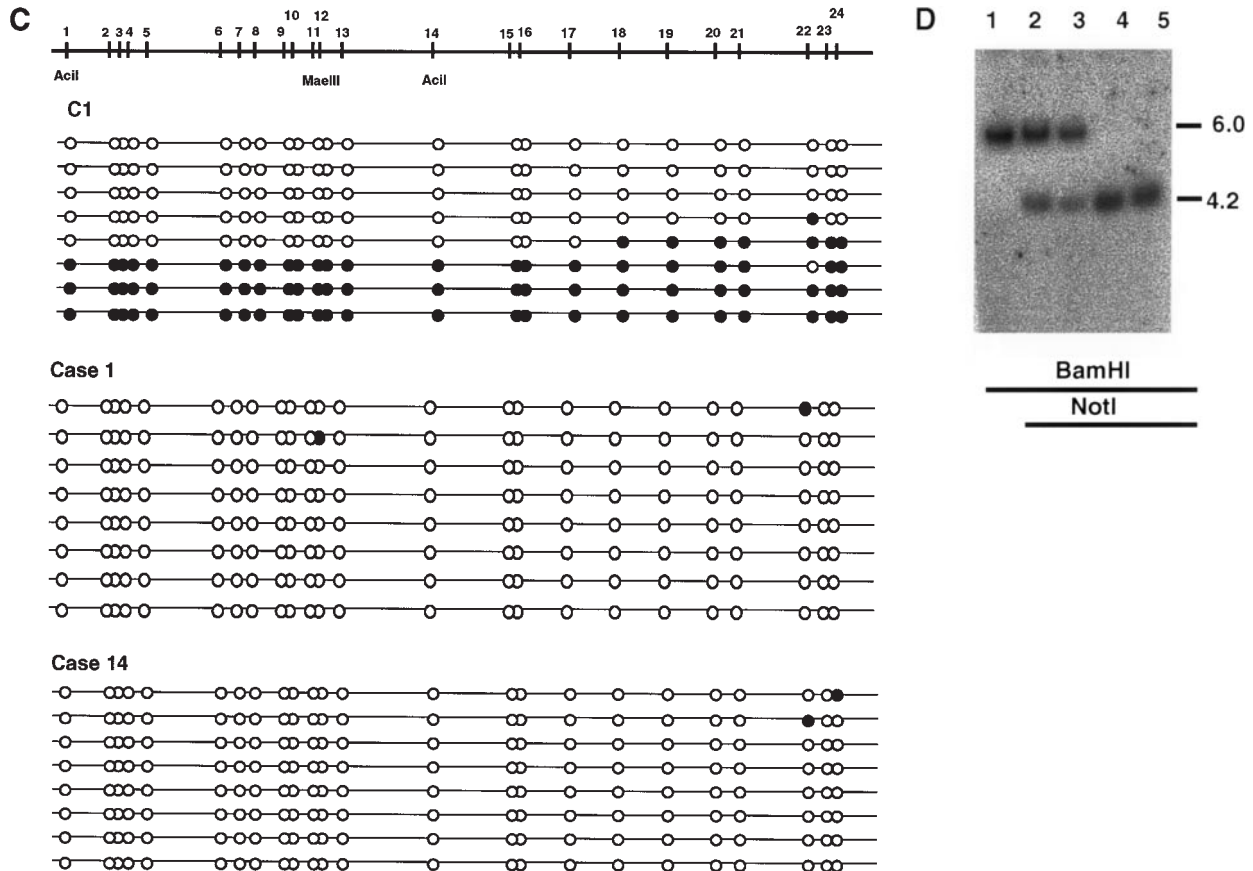 C
10 12 24
1 2 3 4 5 6 7 8 9 11 13 14 15 16 17 18 19 20 21 22 23
AciI MaeIII AciI
C1
Case 1
Case 14
D
1 2 3 4 5
6.0
4.2
BamHI
NotI